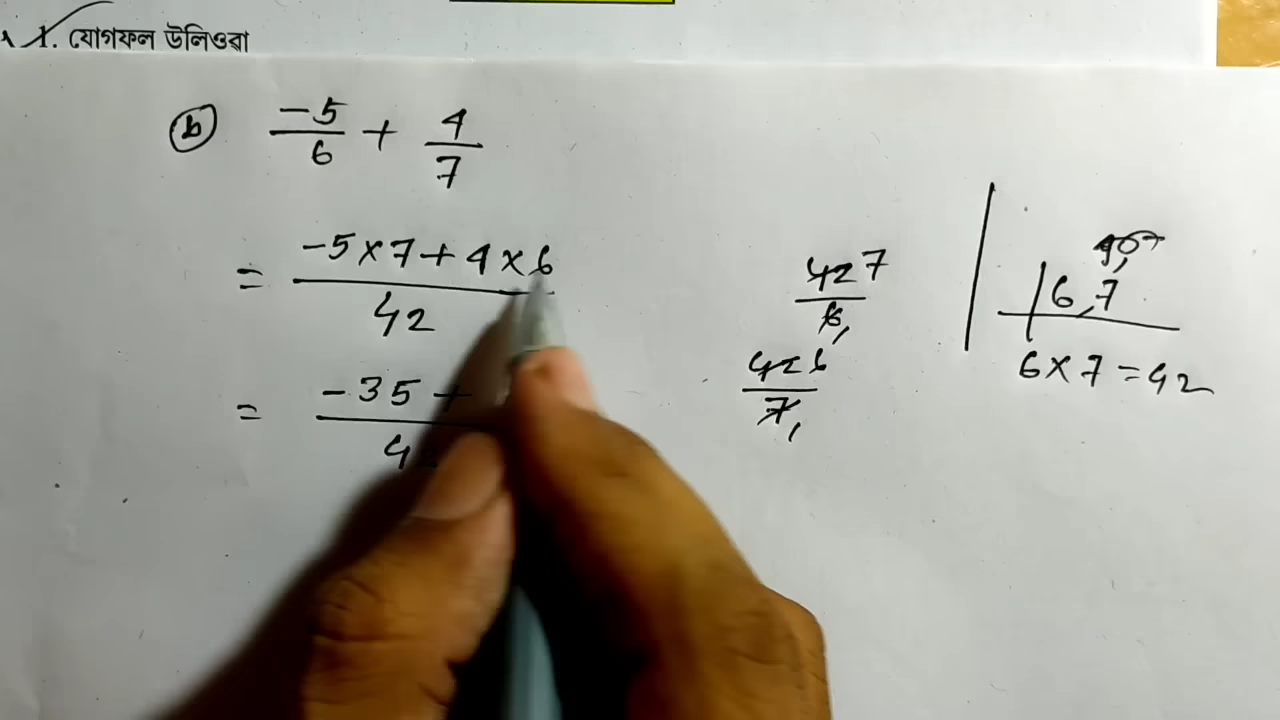 1. যোগফল উলিওৱা
(b) -5/6 + 4/7
= (-5×7+4×6)/42
= -35 +
42 7
6,
42 6
7,
6,7
6×7=42